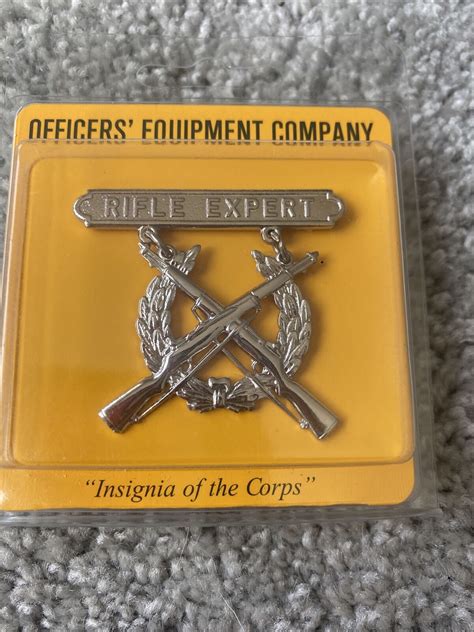 OFFICERS' EQUIPMENT COMPANY
RIFLE EXPERT
"Insignia of the Corps"